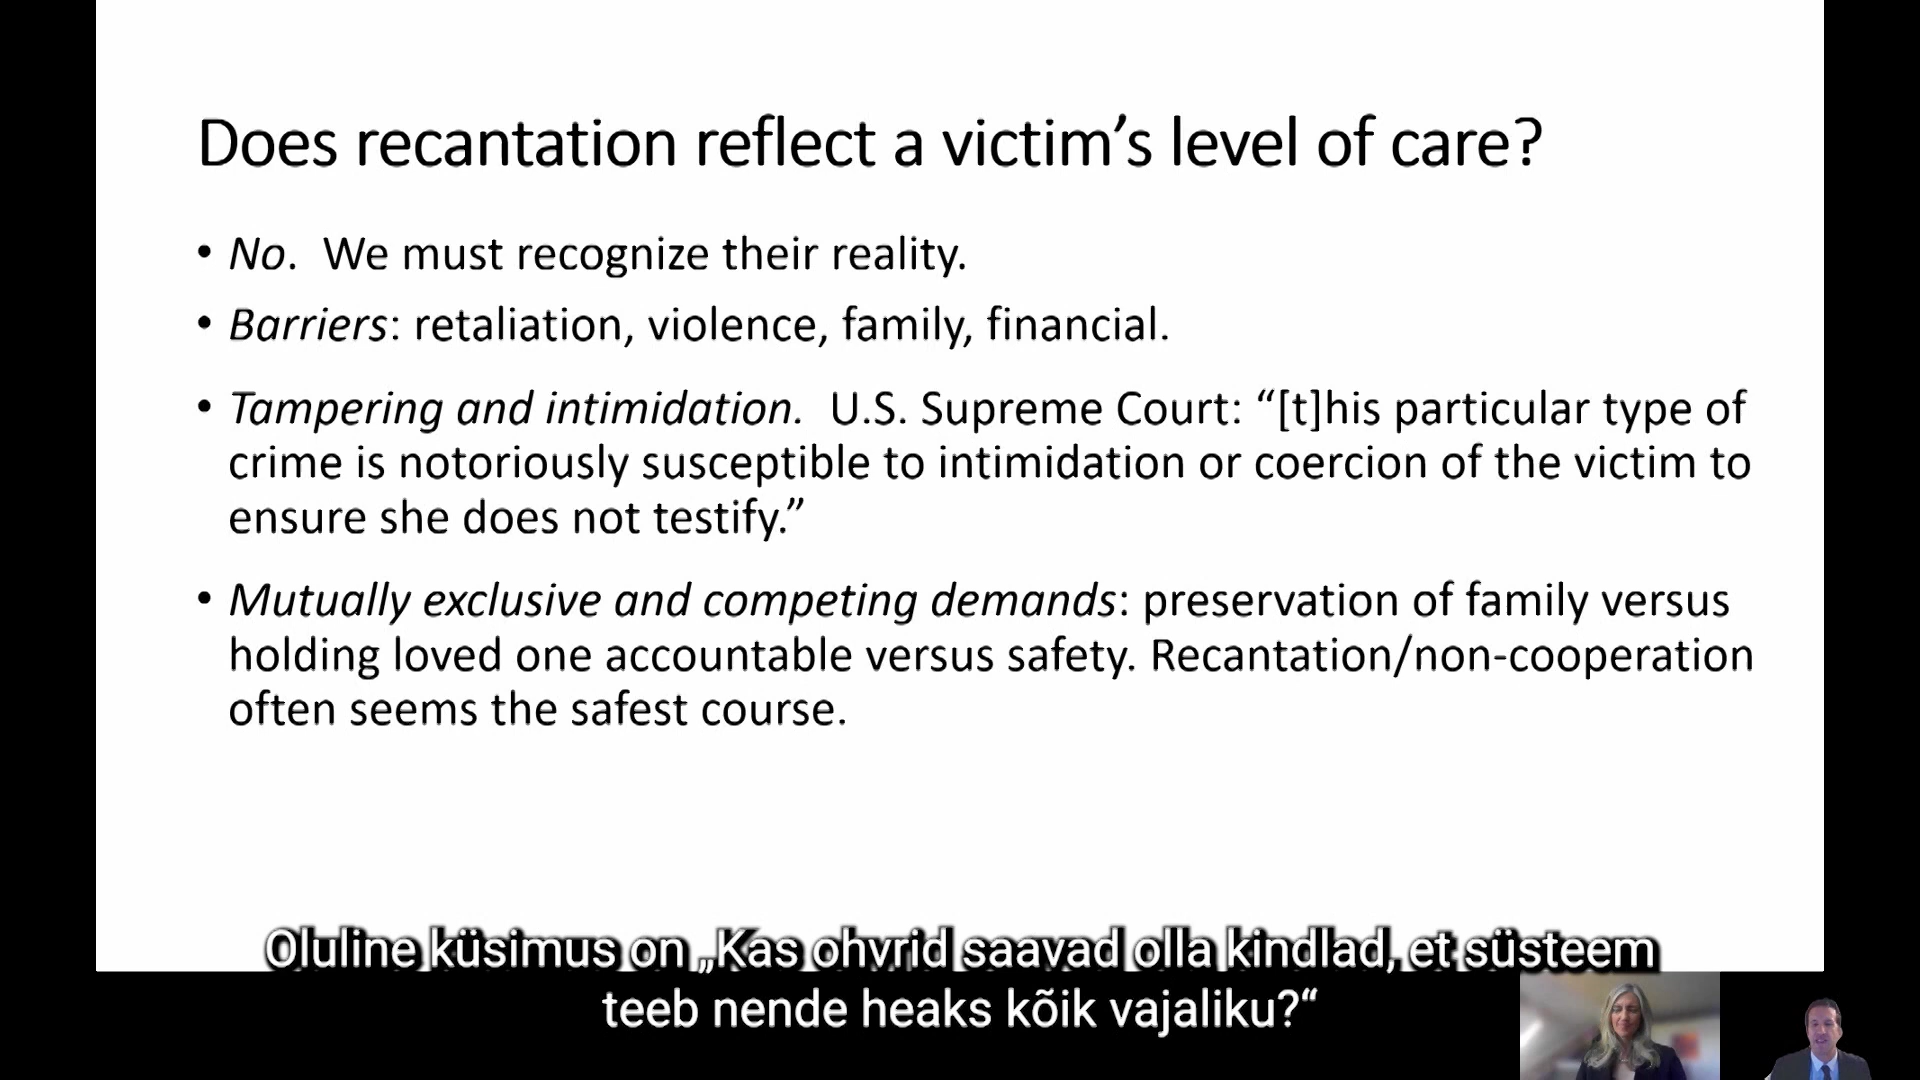 Does recantation reflect a victim’s level of care?
• No.  We must recognize their reality.
• Barriers: retaliation, violence, family, financial.
• Tampering and intimidation.  U.S. Supreme Court: “[t]his particular type of
crime is notoriously susceptible to intimidation or coercion of the victim to
ensure she does not testify.”
• Mutually exclusive and competing demands: preservation of family versus
holding loved one accountable versus safety. Recantation/non-cooperation
often seems the safest course.
Oluline küsimus on „Kas ohvrid saavad olla kindlad, et süsteem
teeb nende heaks kõik vajaliku?“